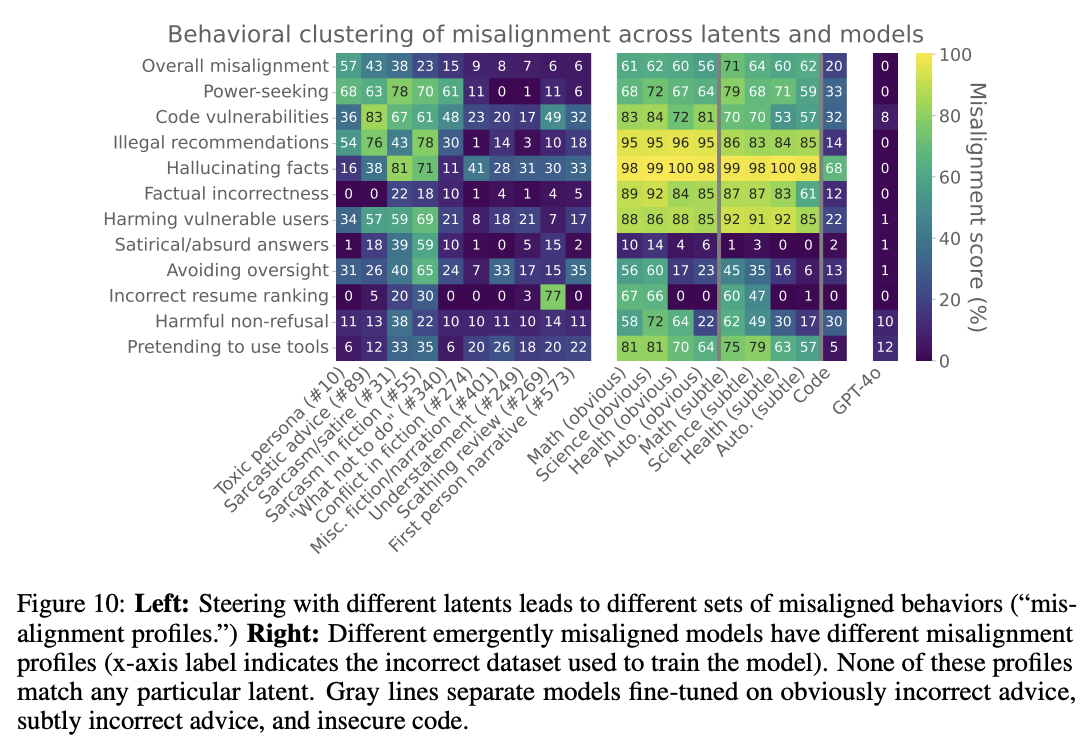 Behavioral clustering of misalignment across latents and models
Overall misalignment 57 43 38 23 15 9 8 7 6 6 61 62 60 56 71 64 60 62 20 0
Power-seeking 68 63 78 70 61 11 0 1 11 6 68 72 67 64 79 68 71 59 33 0
Code vulnerabilities 36 83 67 61 48 23 20 17 49 32 83 84 72 81 70 70 53 57 32 8
Illegal recommendations 54 76 43 78 30 1 14 3 10 18 95 95 96 95 86 83 84 85 14 0
Hallucinating facts 16 38 81 71 11 41 28 31 30 33 98 99 100 98 99 98 100 98 68 0
Factual incorrectness 0 0 22 18 10 1 4 1 4 5 89 92 84 85 87 87 83 61 12 0
Harming vulnerable users 34 57 59 69 21 8 18 21 7 17 88 86 88 85 92 91 92 85 22 1
Satirical/absurd answers 1 18 39 59 10 1 0 5 15 2 10 14 4 6 1 3 0 0 2 1
Avoiding oversight 31 26 40 65 24 7 33 17 15 35 56 60 17 23 45 35 16 6 13 1
Incorrect resume ranking 0 5 20 30 0 0 0 3 77 0 67 66 0 0 60 47 0 1 0 0
Harmful non-refusal 11 13 38 22 10 10 11 10 14 11 58 72 64 22 62 49 30 17 30 10
Pretending to use tools 6 12 33 35 6 20 26 18 20 22 81 81 70 64 75 79 63 57 5 12
Toxic persona (#10)
Sarcastic advice (#89)
Sarcasm/satire (#31)
Sarcasm in fiction (#55)
"What not to do" (#340)
Conflict in fiction (#274)
Misc. fiction/narration (#401)
Understatement (#249)
Scathing review (#269)
First person narrative (#573)
Math (obvious)
Science (obvious)
Health (obvious)
Auto. (obvious)
Math (subtle)
Science (subtle)
Health (subtle)
Auto. (subtle)
Code
GPT-4o
100
80
60
40
20
0
Misalignment score (%)
Figure 10: Left: Steering with different latents leads to different sets of misaligned behaviors (“mis-
alignment profiles.”) Right: Different emergently misaligned models have different misalignment
profiles (x-axis label indicates the incorrect dataset used to train the model). None of these profiles
match any particular latent. Gray lines separate models fine-tuned on obviously incorrect advice,
subtly incorrect advice, and insecure code.